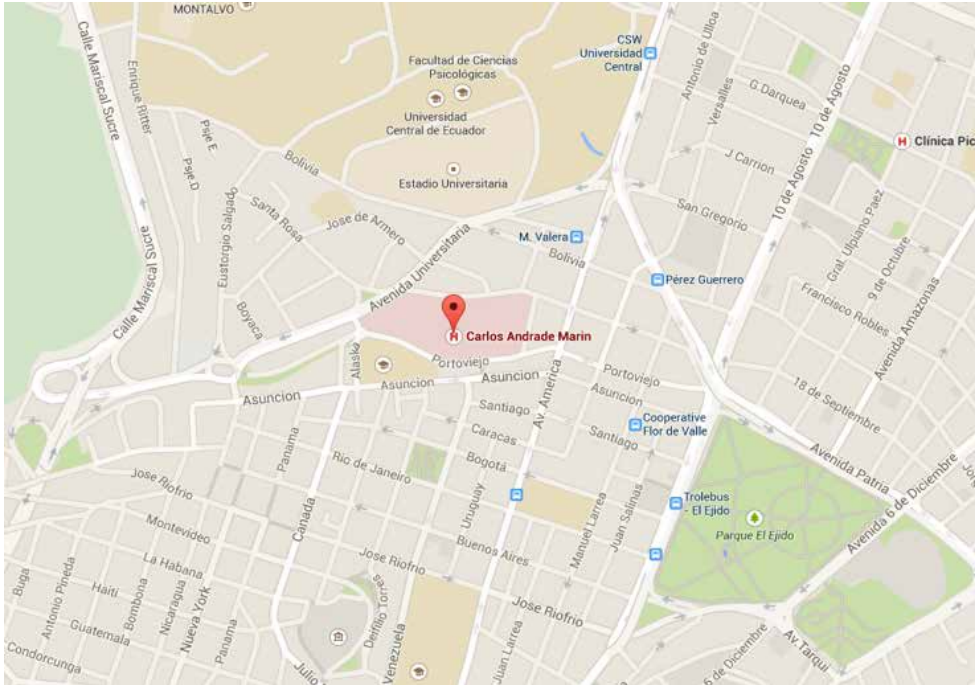 MONTALVO
Calle Mariscal Sucre
Enrique Ritter
Psje E
Psje.D
Facultad de Ciencias
Psicológicas
Universidad
Central de Ecuador
Estadio Universitaria
CSW
Universidad
Central
Antonio de Ulloa
Versalles
G.Darquea
10 de Agosto
10 de Agosto
Clínica Pic
J.Carrion
San Gregorio
Gral. Ulpiano Paez
9 de Octubre
Francisco Robles
Avenida Amazonas
Bolivia
Santa Rosa
Jose de Armero
Eustorgio Salgado
Calle Mariscal Sucre
Boyaca
Avenida Universitaria
M. Valera
Bolivia
Pérez Guerrero
H
Carlos Andrade Marin
H
Portoviejo
Alaska
Asuncion
Asuncion
Asuncion
Portoviejo
Asuncion
Santiago
Santiago
Caracas
Bogotá
Av. America
Cooperative
Flor de Valle
18 de Septiembre
Avenida Patria
Avenida 6 de Diciembre
Trolebus
- El Ejido
Parque El Ejido
Panama
Canada
Rio de Janeiro
Jose Riofrio
Montevideo
La Habana
Haiti
Guatemala
Condorcunga
Buga
Antonio Pineda
Bombona
Nicaragua
Nueva York
Panama
Julio
Uruguay
Buenos Aires
Manuel Larrea
Juan Salinas
Jose Riofrio
Jose Riofrio
Delfilio Torres
Venezuela
Juan Larrea
6 de Diciembre
Av.Tarqui